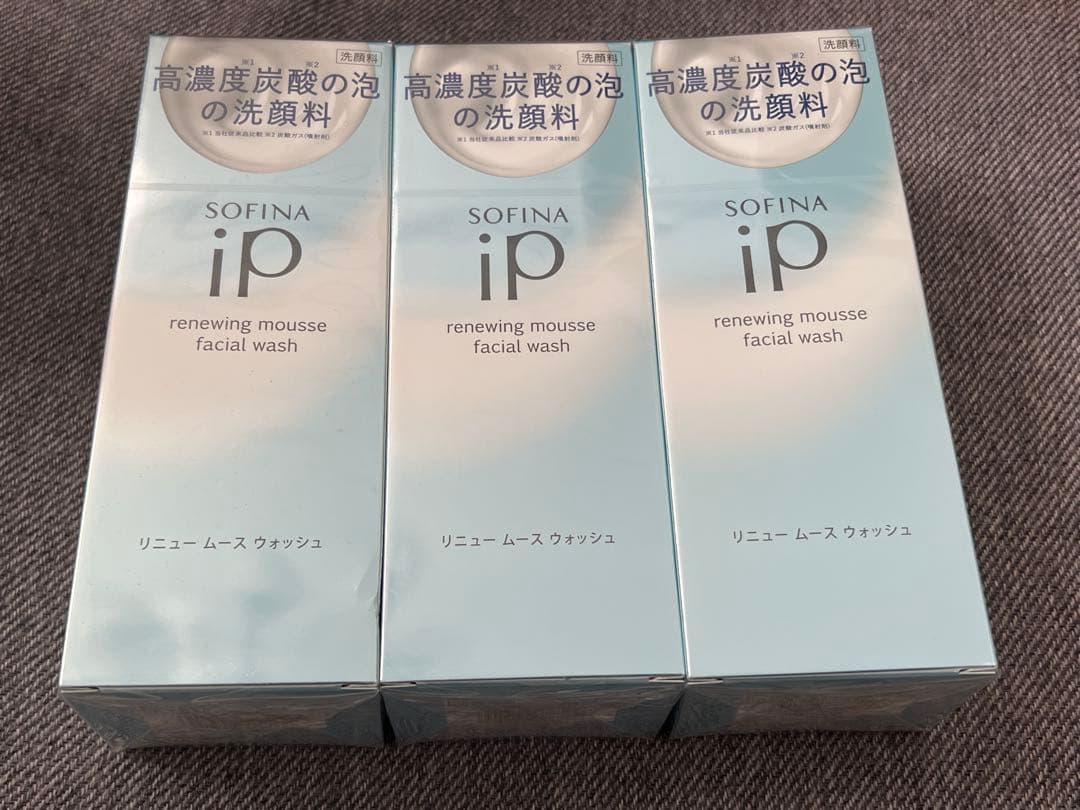 洗顔料
※1 ※2
高濃度炭酸の泡
の洗顔料
※1 当社従来品比較 ※2 炭酸ガス(噴射剤)
SOFINA
iP
renewing mousse
facial wash
リニュー ムース ウォッシュ
洗顔料
※1 ※2
高濃度炭酸の泡
の洗顔料
※1 当社従来品比較 ※2 炭酸ガス(噴射剤)
SOFINA
iP
renewing mousse
facial wash
リニュー ムース ウォッシュ
洗顔料
※1 ※2
高濃度炭酸の泡
の洗顔料
※1 当社従来品比較 ※2 炭酸ガス(噴射剤)
SOFINA
iP
renewing mousse
facial wash
リニュー ムース ウォッシュ